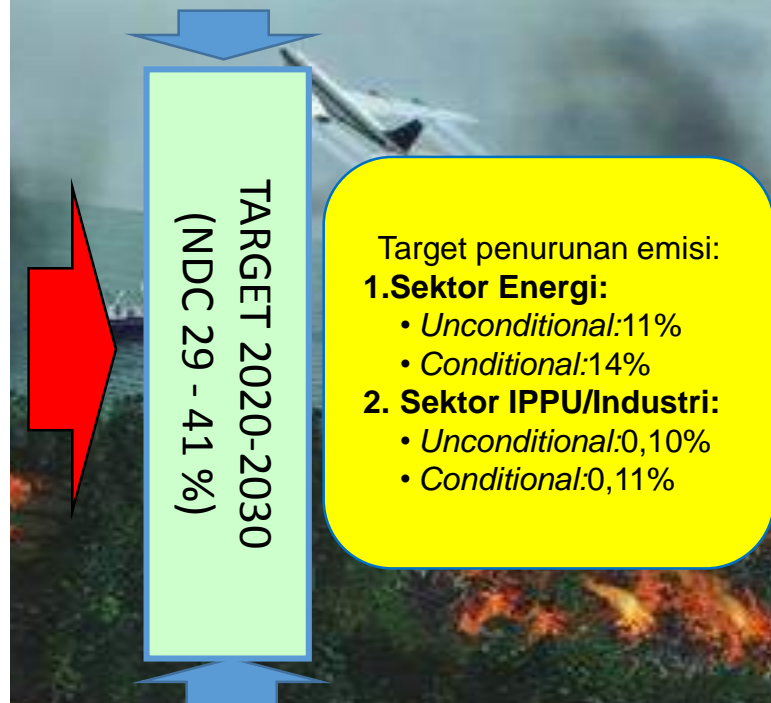 TARGET 2020-2030
(NDC 29 - 41 %)
Target penurunan emisi:
1.Sektor Energi:
• Unconditional:11%
• Conditional:14%
2. Sektor IPPU/Industri:
• Unconditional:0,10%
• Conditional:0,11%